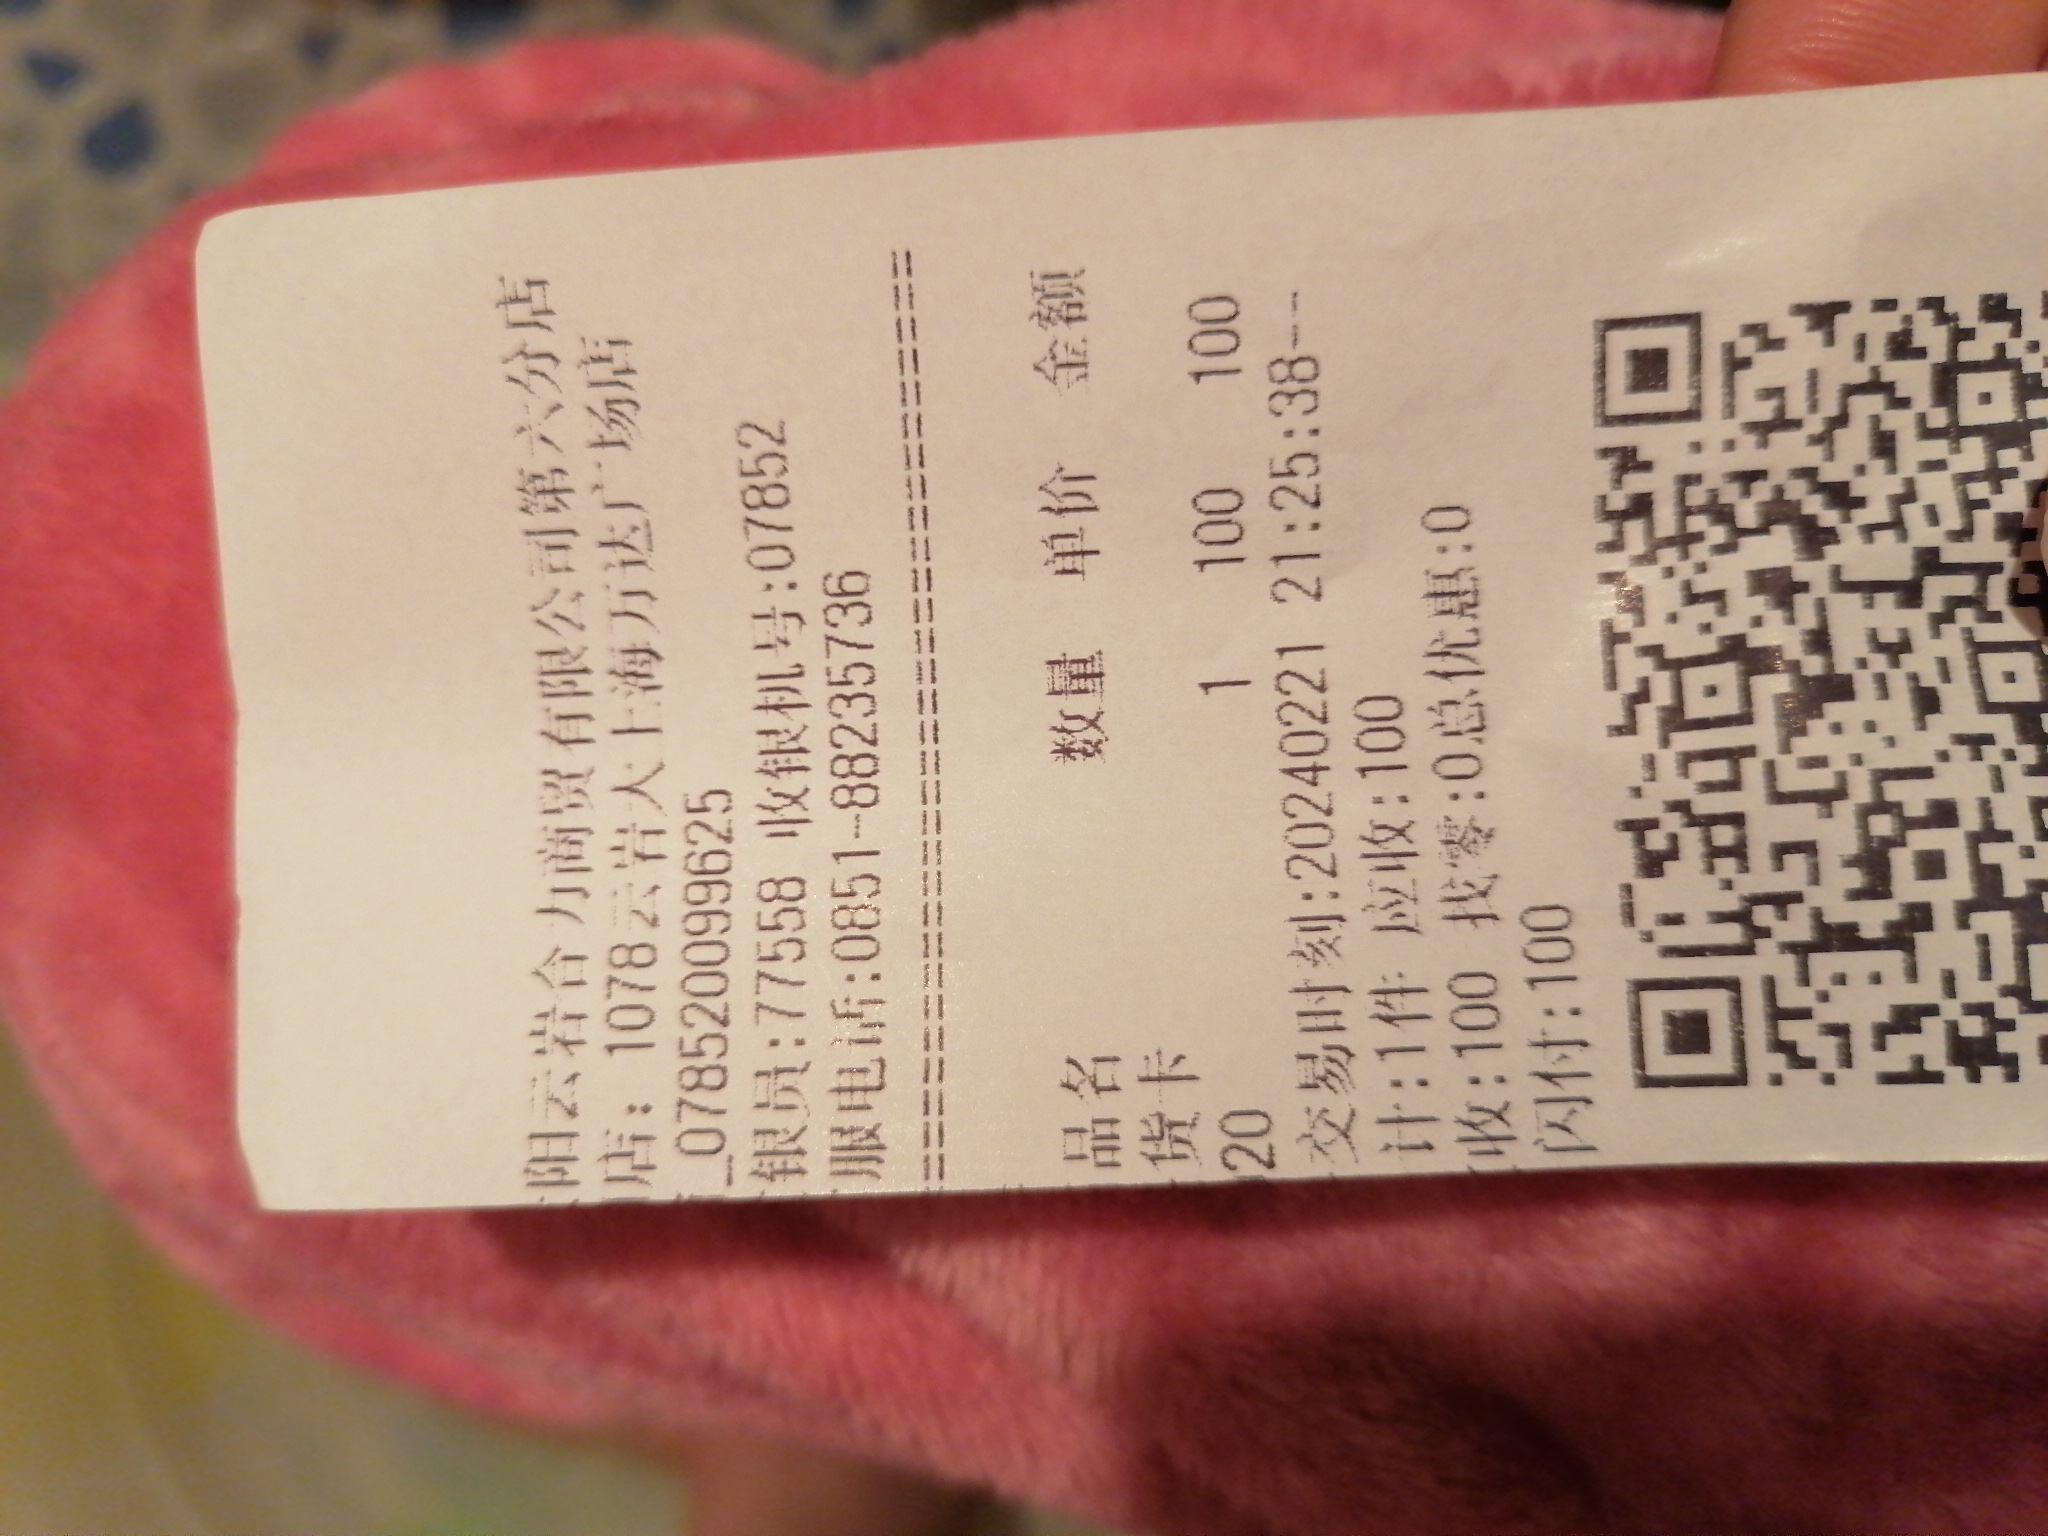 阳云岩合力商贸有限公司第六分店
店: 1078云岩大上海万达广场店
_078520099625
银员:77558 收银机号:07852
服电话:0851-88235736
================================
品名 数量 单价 金额
货卡
20 1 100 100
交易时刻:20240221 21:25:38--
计:1件 应收:100
收:100 找零:0总优惠:0
闪付:100